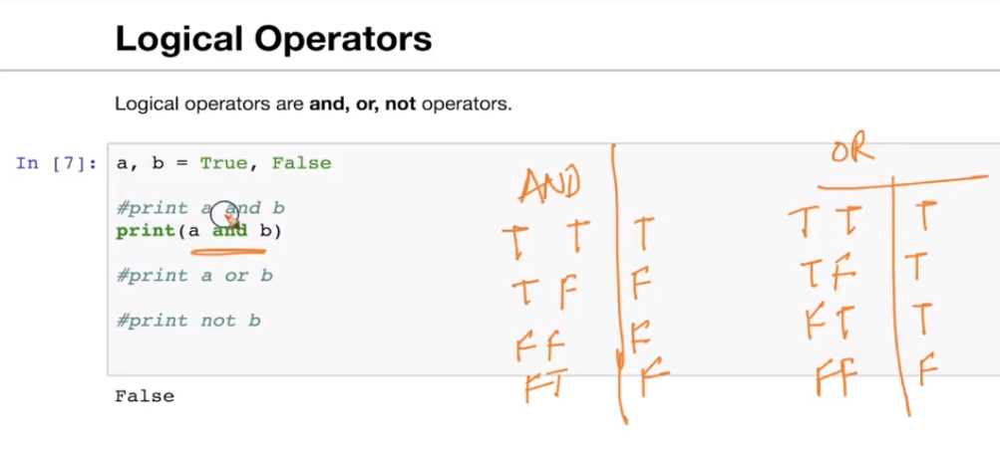 Logical Operators
Logical operators are and, or, not operators.
In [7]: a, b = True, False
#print a and b
print(a and b)
#print a or b
#print not b
False
AND
T T T
T F F
F F F
F T F
OR
T T T
T F T
F T T
F F F